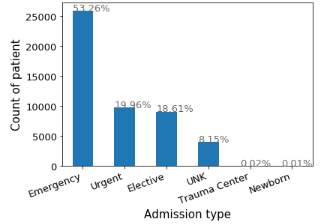 53.26%
25000
20000
19.96%
18.61%
15000
10000
8.15%
5000
0.02%
0.01%
0
Count of patient
Emergency
Urgent
Elective
UNK
Trauma Center
Newborn
Admission type